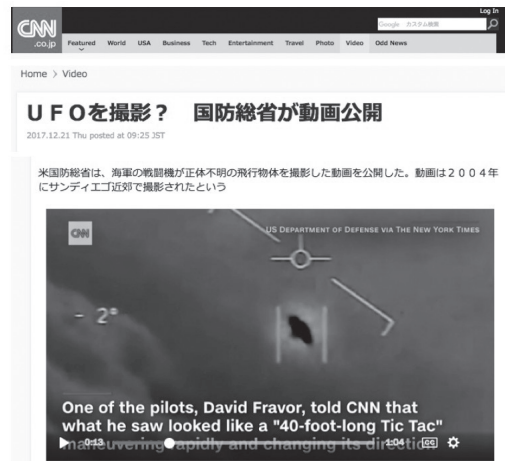 Log In
CNN
.co.jp
Google カスタム検索
Featured World USA Business Tech Entertainment Travel Photo Video Odd News
Home > Video
ＵＦＯを撮影？　国防総省が動画公開
2017.12.21 Thu posted at 09:25 JST
米国防総省は、海軍の戦闘機が正体不明の飛行物体を撮影した動画を公開した。動画は２００４年
にサンディエゴ近郊で撮影されたという
CNN
US DEPARTMENT OF DEFENSE VIA THE NEW YORK TIMES
- 2°
One of the pilots, David Fravor, told CNN that
what he saw looked like a "40-foot-long Tic Tac"
maneuvering rapidly and changing its direction
0:13
1:04
CC